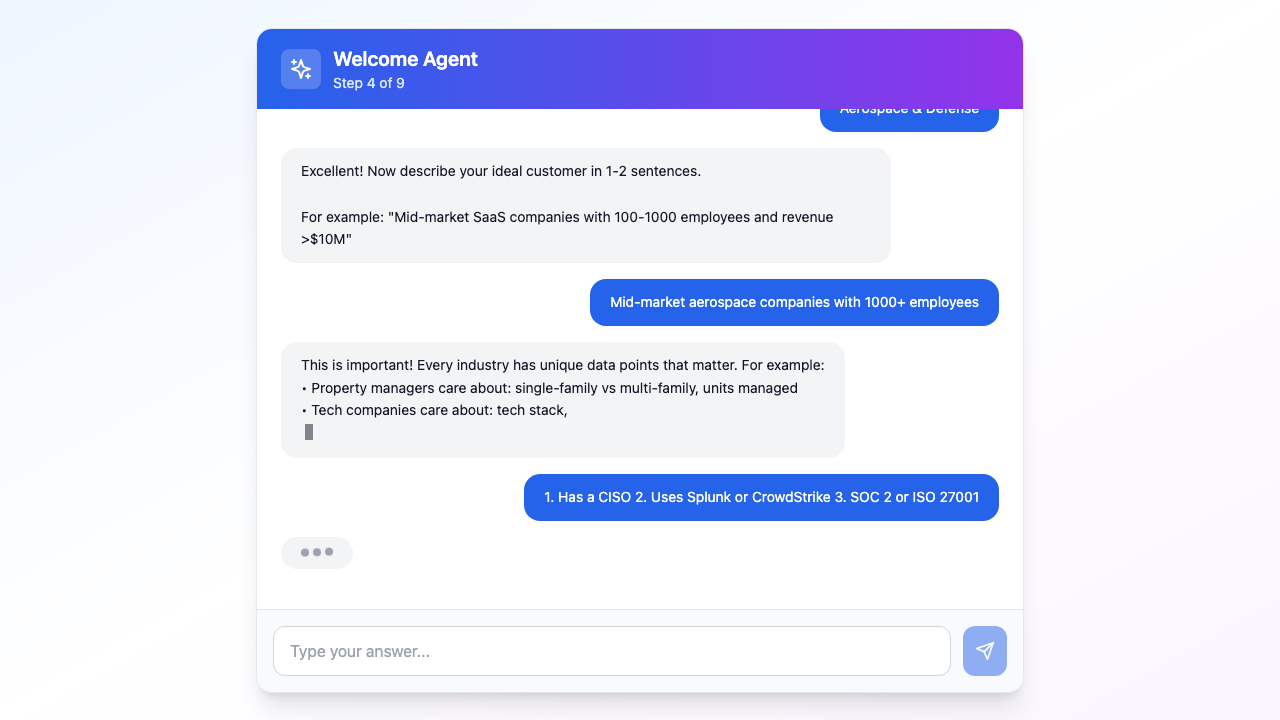 Welcome Agent
Step 4 of 9
Aerospace & Defense
Excellent! Now describe your ideal customer in 1-2 sentences.
For example: "Mid-market SaaS companies with 100-1000 employees and revenue
>$10M"
Mid-market aerospace companies with 1000+ employees
This is important! Every industry has unique data points that matter. For example:
• Property managers care about: single-family vs multi-family, units managed
• Tech companies care about: tech stack,
1. Has a CISO 2. Uses Splunk or CrowdStrike 3. SOC 2 or ISO 27001
Type your answer...